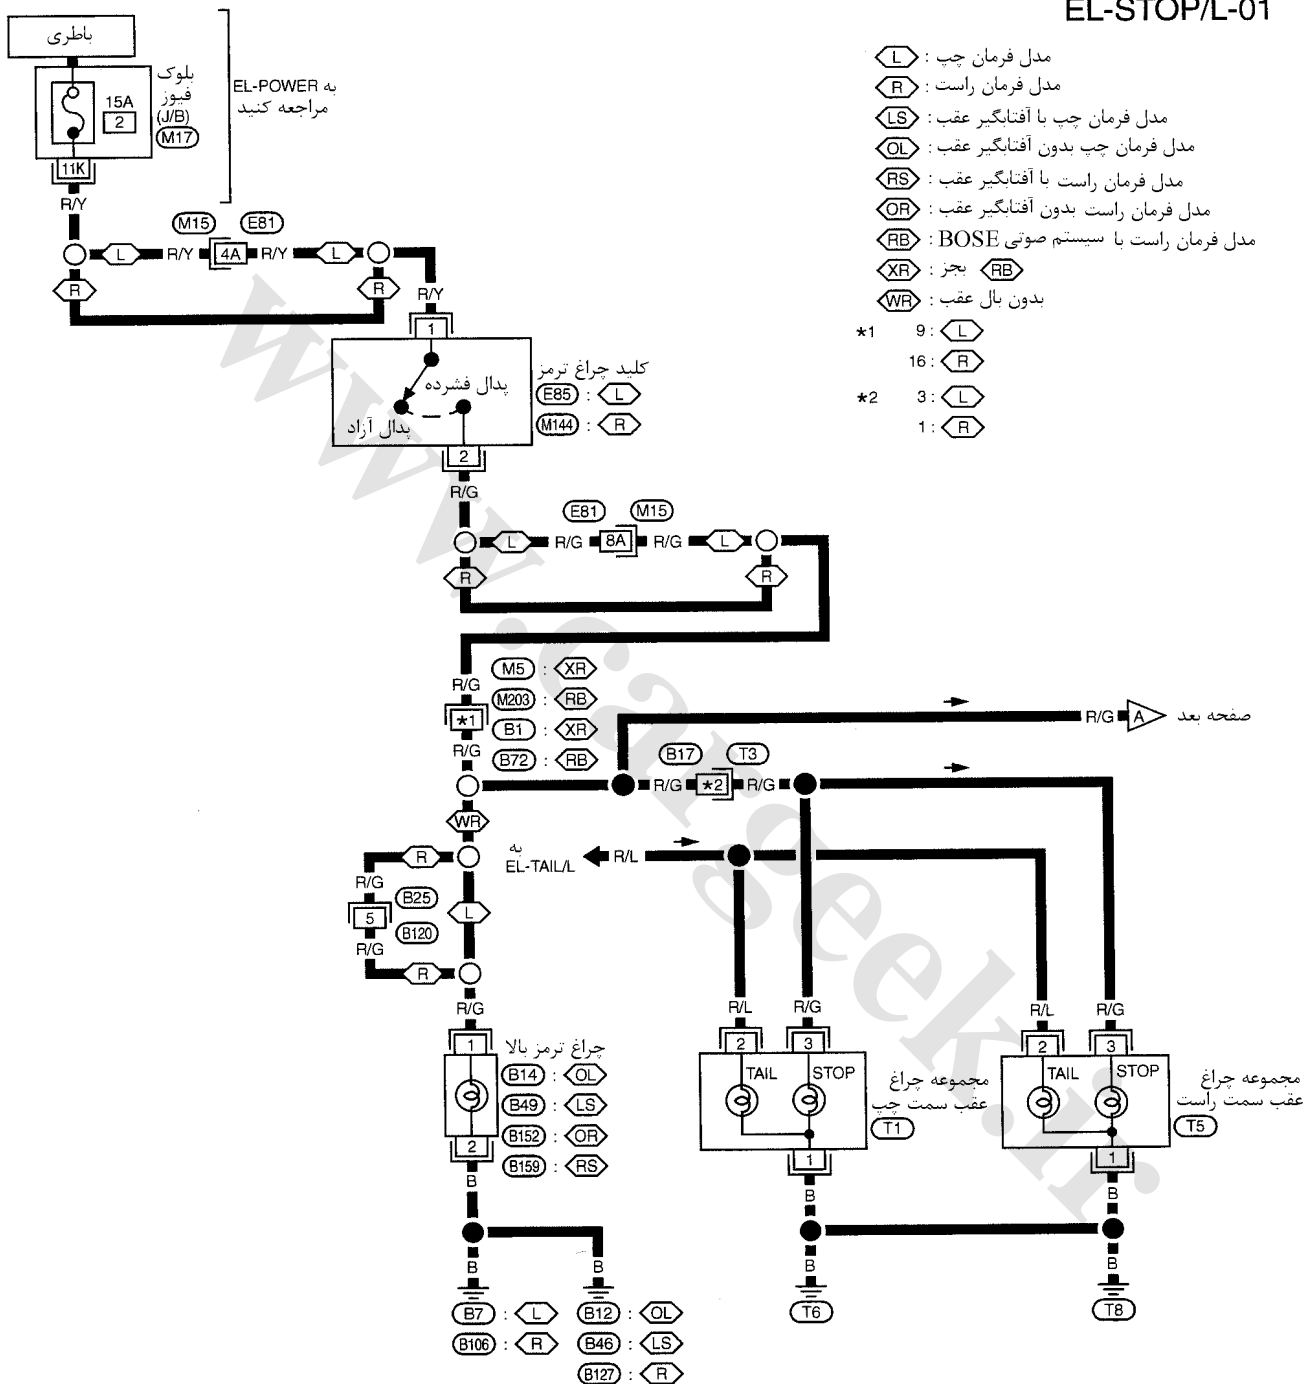 EL-STOP/L-01
باطری
15A
2
بلوک
فیوز
(J/B)
M17
به EL-POWER
مراجعه کنید
11K
R/Y
M15 E81
L R/Y 4A R/Y L
R R
R/Y
1
مدل فرمان چپ : L
مدل فرمان راست : R
مدل فرمان چپ با آفتابگیر عقب : LS
مدل فرمان چپ بدون آفتابگیر عقب : OL
مدل فرمان راست با آفتابگیر عقب : RS
مدل فرمان راست بدون آفتابگیر عقب : OR
مدل فرمان راست با سیستم صوتی BOSE : RB
RB بجز : XR
بدون بال عقب : WR
*1 9 : L
16 : R
*2 3 : L
1 : R
پدال فشرده
پدال آزاد
کلید چراغ ترمز
E85 : L
M144 : R
2
R/G
E81 M15
L R/G 8A R/G L
R R
R/G
*1
R/G
M5 : XR
M203 : RB
B1 : XR
B72 : RB
R/G A صفحه بعد
B17 T3
R/G *2 R/G
WR
به
EL-TAIL/L
R/L
R
R/G
5
R/G
R
B25
B120
L
R/G
1
2
B
چراغ ترمز بالا
B14 : OL
B49 : LS
B152 : OR
B159 : RS
R/L R/G
2 3
TAIL STOP
1
B
مجموعه چراغ
عقب سمت چپ
T1
R/L R/G
2 3
TAIL STOP
1
B
مجموعه چراغ
عقب سمت راست
T5
B B B B
B7 : L
B106 : R
B12 : OL
B46 : LS
B127 : R
T6
T8
www.cargeek.ir